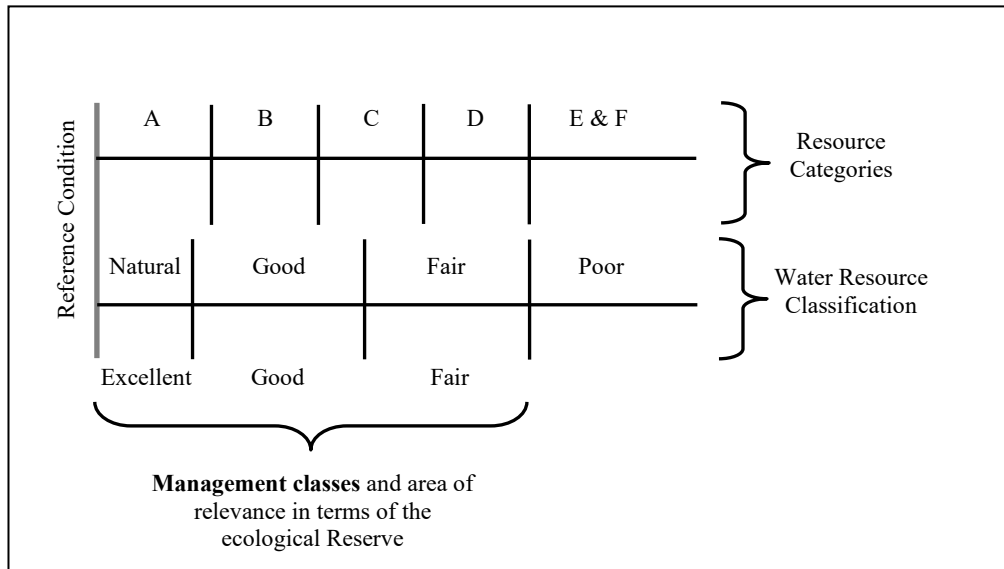 Reference Condition
A B C D E & F
Resource
Categories
Natural Good Fair Poor
Water Resource
Classification
Excellent Good Fair
Management classes and area of
relevance in terms of the
ecological Reserve